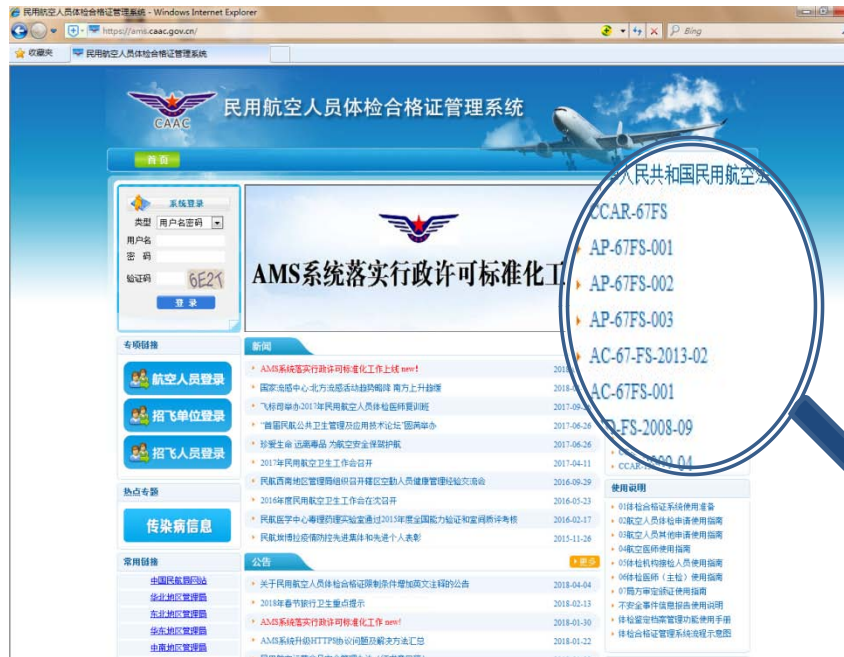 民用航空人员体检合格证管理系统 - Windows Internet Explorer
https://ams.caac.gov.cn/
Bing
收藏夹
民用航空人员体检合格证管理系统
CAAC
民用航空人员体检合格证管理系统
首页
系统登录
类型 用户名密码
用户名
密 码
验证码
登 录
AMS系统落实行政许可标准化工
人民共和国民用航空法
CCAR-67FS
AP-67FS-001
AP-67FS-002
AP-67FS-003
AC-67-FS-2013-02
AC-67FS-001
-FS-2008-09
专项链接
航空人员登录
招飞单位登录
招飞人员登录
热点专题
传染病信息
常用链接
中国民航局网站
华北地区管理局
东北地区管理局
华东地区管理局
中南地区管理局
新闻
AMS系统落实行政许可标准化工作上线 new!
国家流感中心:北方流感活动趋势略降 南方上升趋缓
飞标司举办2017年民用航空人员体检医师复训班 2017-09-
"首届民航公共卫生管理及应用技术论坛"圆满举办 2017-06-26
珍爱生命 远离毒品 为航空安全保驾护航 2017-06-26
2017年民用航空卫生工作会召开 2017-04-11
民航西南地区管理局组织召开辖区空勤人员健康管理经验交流会 2016-09-29
2016年度民用航空卫生工作会在沈召开 2016-05-23
民航医学中心毒理药理实验室通过2015年度全国能力验证和室间质评考核 2016-02-17
民航埃博拉疫情防控先进集体和先进个人表彰 2015-11-26
公告
更多
关于民用航空人员体检合格证限制条件增加英文注释的公告 2018-04-04
2018年春节旅行卫生重点提示 2018-02-13
AMS系统落实行政许可标准化工作 new! 2018-01-30
AMS系统升级HTTPS协议问题及解决方法汇总 2018-01-22
使用说明
01体检合格证系统使用准备
02航空人员体检申请使用指南
03航空人员其他申请使用指南
04航空医师使用指南
05体检机构接检人员使用指南
06体检医师（主检）使用指南
07局方审定颁证使用指南
不安全事件信息报告使用说明
体检鉴定档案管理功能使用手册
体检合格证管理系统流程示意图